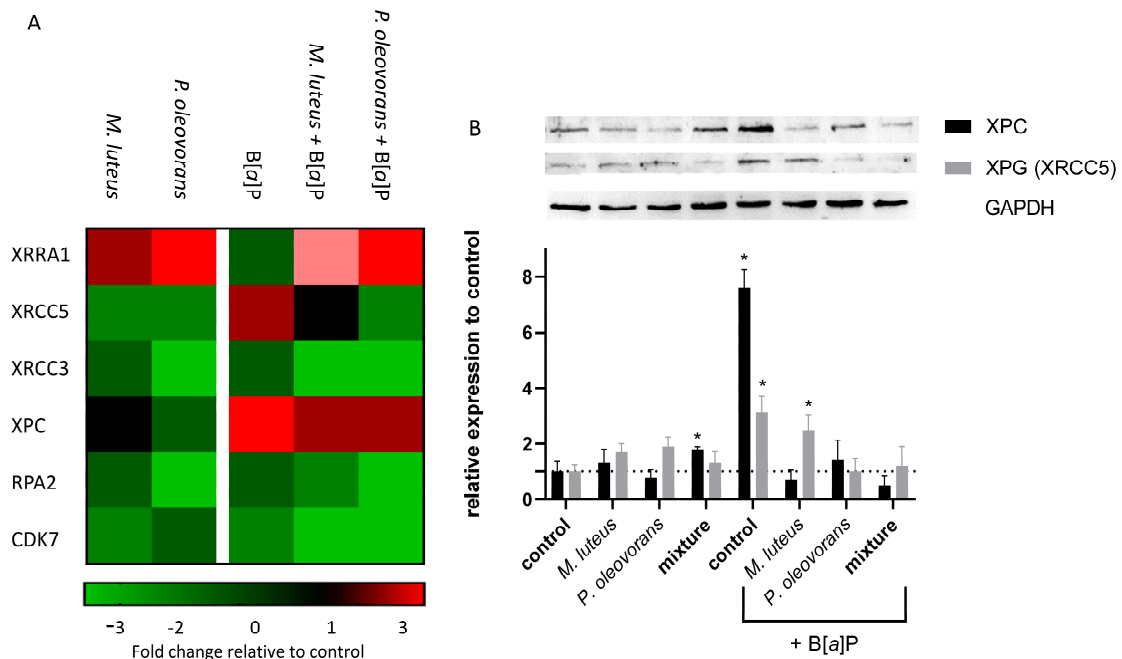 A
M. luteus
P. oleovorans
B[a]P
M. luteus + B[a]P
P. oleovorans + B[a]P
XRRA1
XRCC5
XRCC3
XPC
RPA2
CDK7
−3 -2 0 1 3
Fold change relative to control
B
XPC
XPG (XRCC5)
GAPDH
relative expression to control
8
6
4
2
0
* * * *
control
M. luteus
P. oleovorans
mixture
control
M. luteus
P. oleovorans
mixture
+ B[a]P